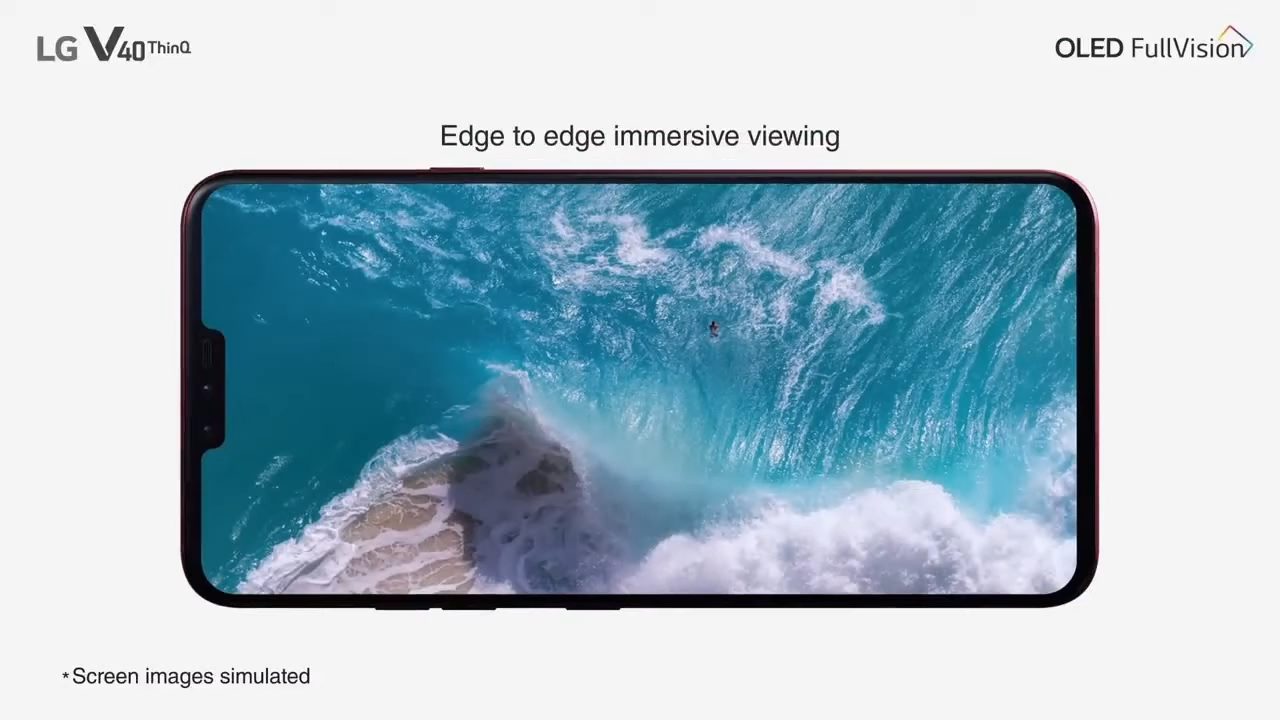 LG V40 ThinQ
OLED FullVision
Edge to edge immersive viewing
*Screen images simulated